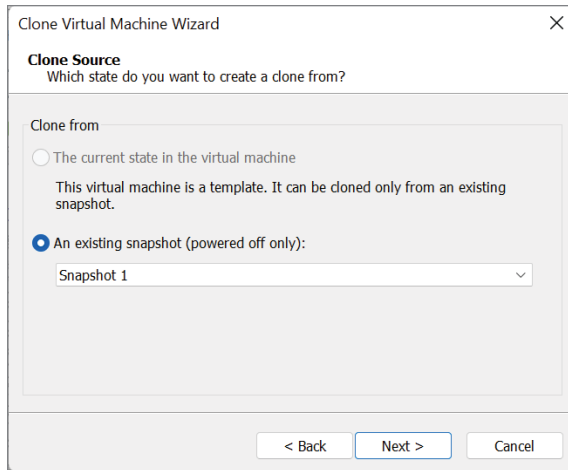 Clone Virtual Machine Wizard
Clone Source
Which state do you want to create a clone from?
Clone from
The current state in the virtual machine
This virtual machine is a template. It can be cloned only from an existing
snapshot.
An existing snapshot (powered off only):
Snapshot 1
< Back Next > Cancel